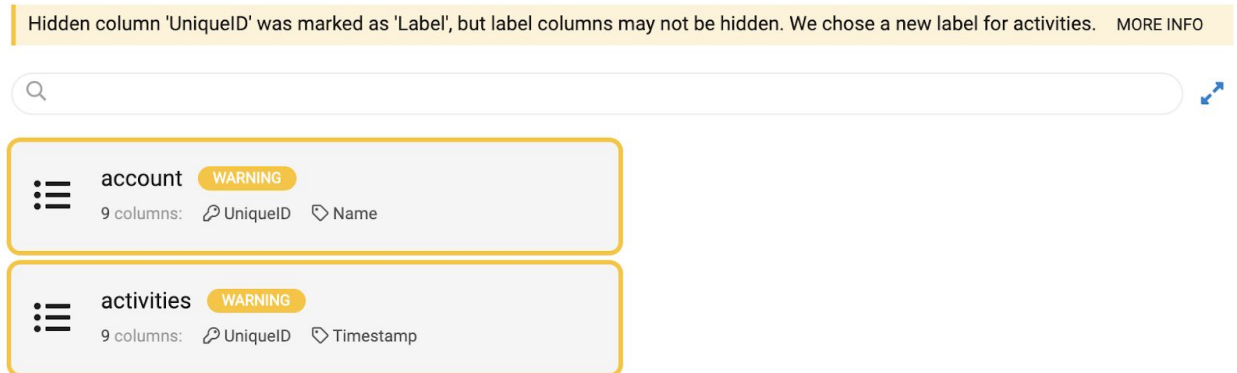 Hidden column 'UniqueID' was marked as 'Label', but label columns may not be hidden. We chose a new label for activities. MORE INFO
account WARNING
9 columns: UniqueID Name
activities WARNING
9 columns: UniqueID Timestamp